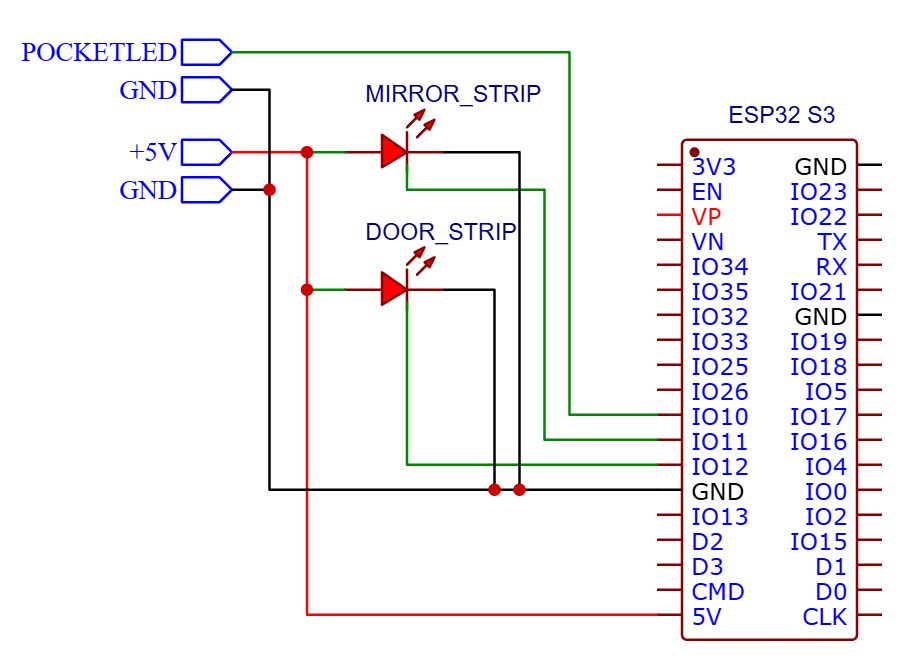 POCKETLED
GND
+5V
GND
MIRROR_STRIP
DOOR_STRIP
ESP32 S3
3V3 GND
EN IO23
VP IO22
VN TX
IO34 RX
IO35 IO21
IO32 GND
IO33 IO19
IO25 IO18
IO26 IO5
IO10 IO17
IO11 IO16
IO12 IO4
GND IO0
IO13 IO2
D2 IO15
D3 D1
CMD D0
5V CLK